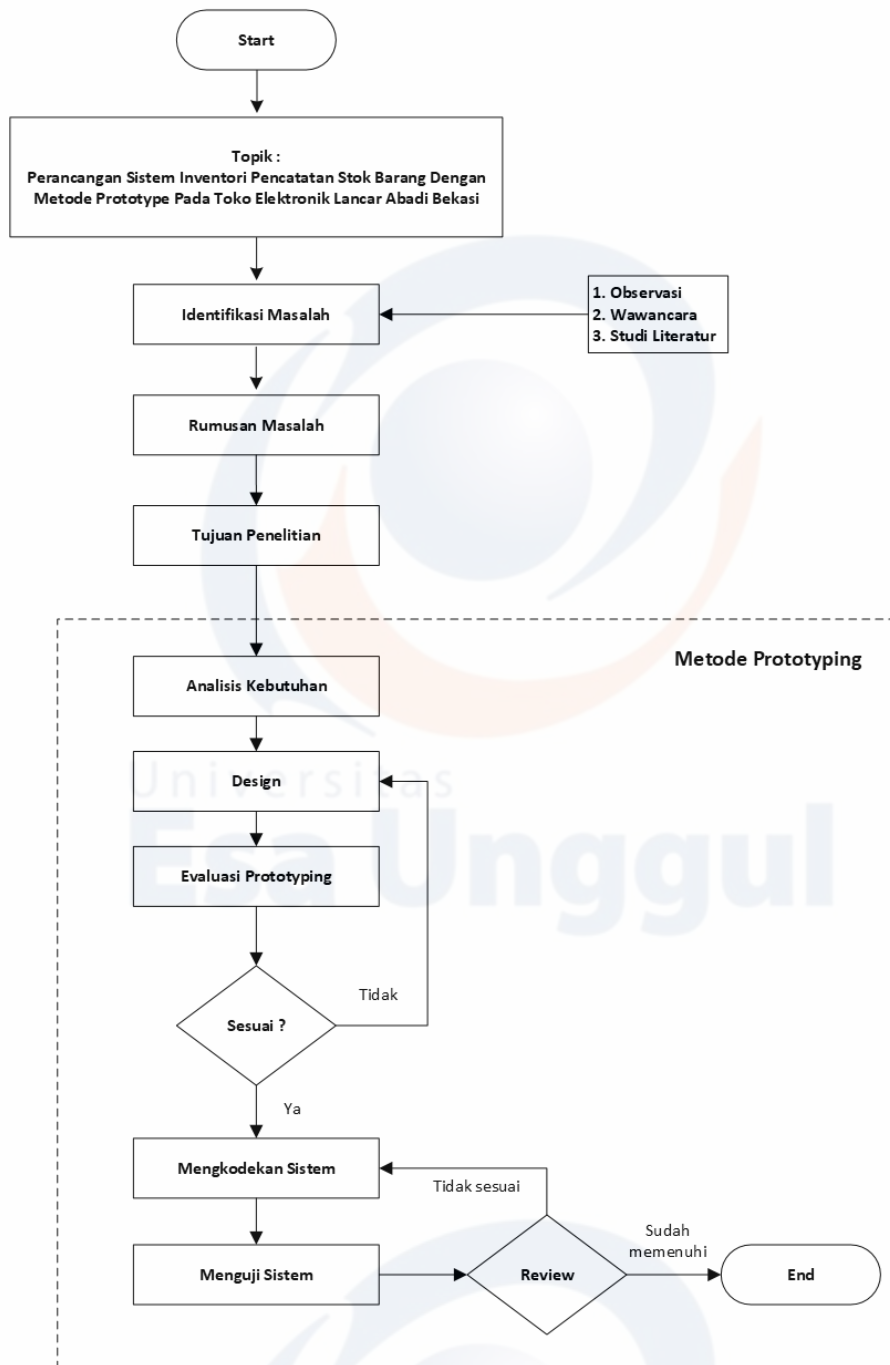 Start
Topik :
Perancangan Sistem Inventori Pencatatan Stok Barang Dengan
Metode Prototype Pada Toko Elektronik Lancar Abadi Bekasi
Identifikasi Masalah
1. Observasi
2. Wawancara
3. Studi Literatur
Rumusan Masalah
Tujuan Penelitian
Metode Prototyping
Analisis Kebutuhan
Design
Universitas
Esa Unggul
Evaluasi Prototyping
Sesuai ?
Tidak
Ya
Mengkodekan Sistem
Tidak sesuai
Menguji Sistem
Review
Sudah
memenuhi
End